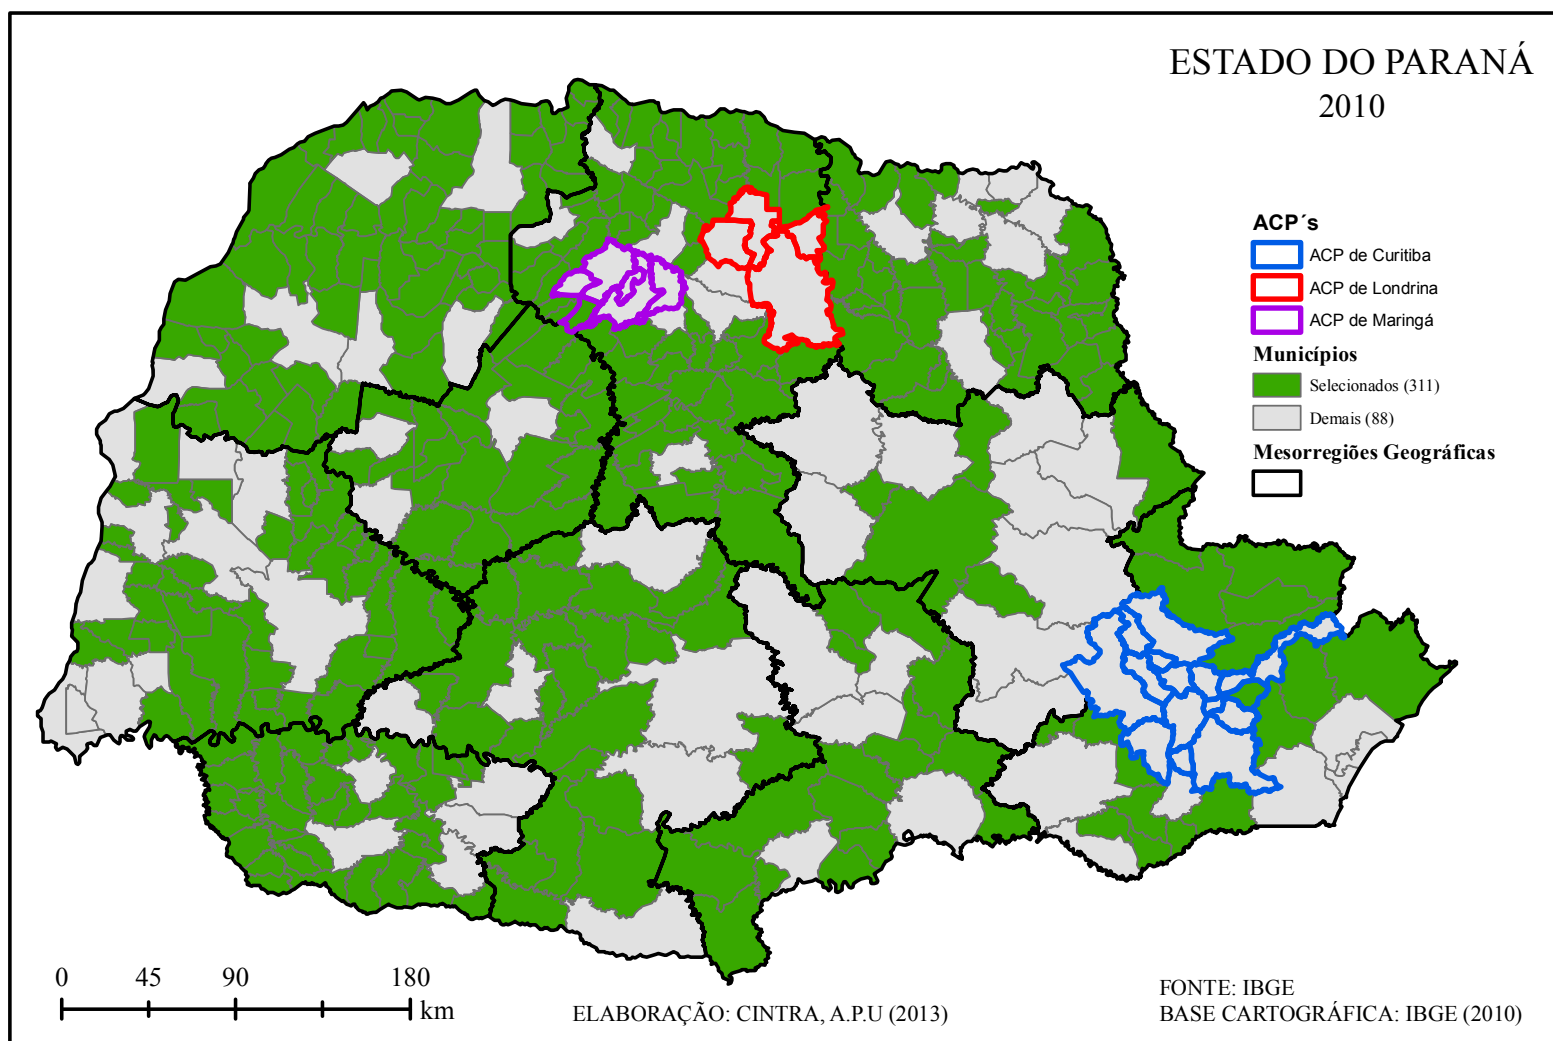 ESTADO DO PARANÁ
2010
ACP´s
ACP de Curitiba
ACP de Londrina
ACP de Maringá
Municípios
Selecionados (311)
Demais (88)
Mesorregiões Geográficas
0 45 90 180
km
ELABORAÇÃO: CINTRA, A.P.U (2013)
FONTE: IBGE
BASE CARTOGRÁFICA: IBGE (2010)